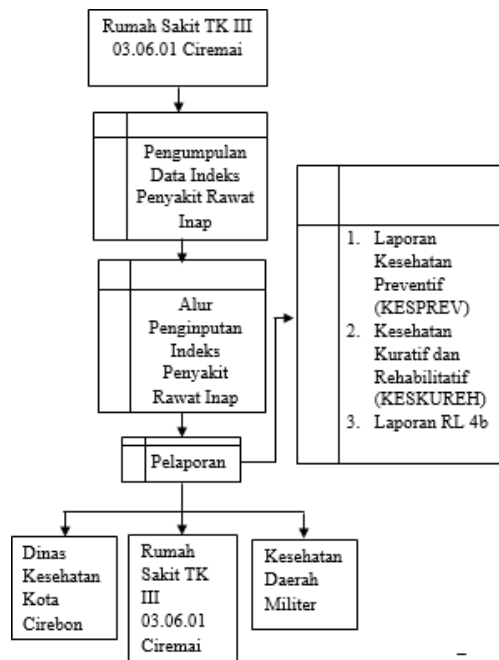 Rumah Sakit TK III
03.06.01 Ciremai
Pengumpulan
Data Indeks
Penyakit Rawat
Inap
Alur
Penginputan
Indeks
Penyakit
Rawat Inap
Pelaporan
1. Laporan
Kesehatan
Preventif
(KESPREV)
2. Kesehatan
Kuratif dan
Rehabilitatif
(KESKUREH)
3. Laporan RL 4b
Dinas
Kesehatan
Kota
Cirebon
Rumah
Sakit TK
III
03.06.01
Ciremai
Kesehatan
Daerah
Militer